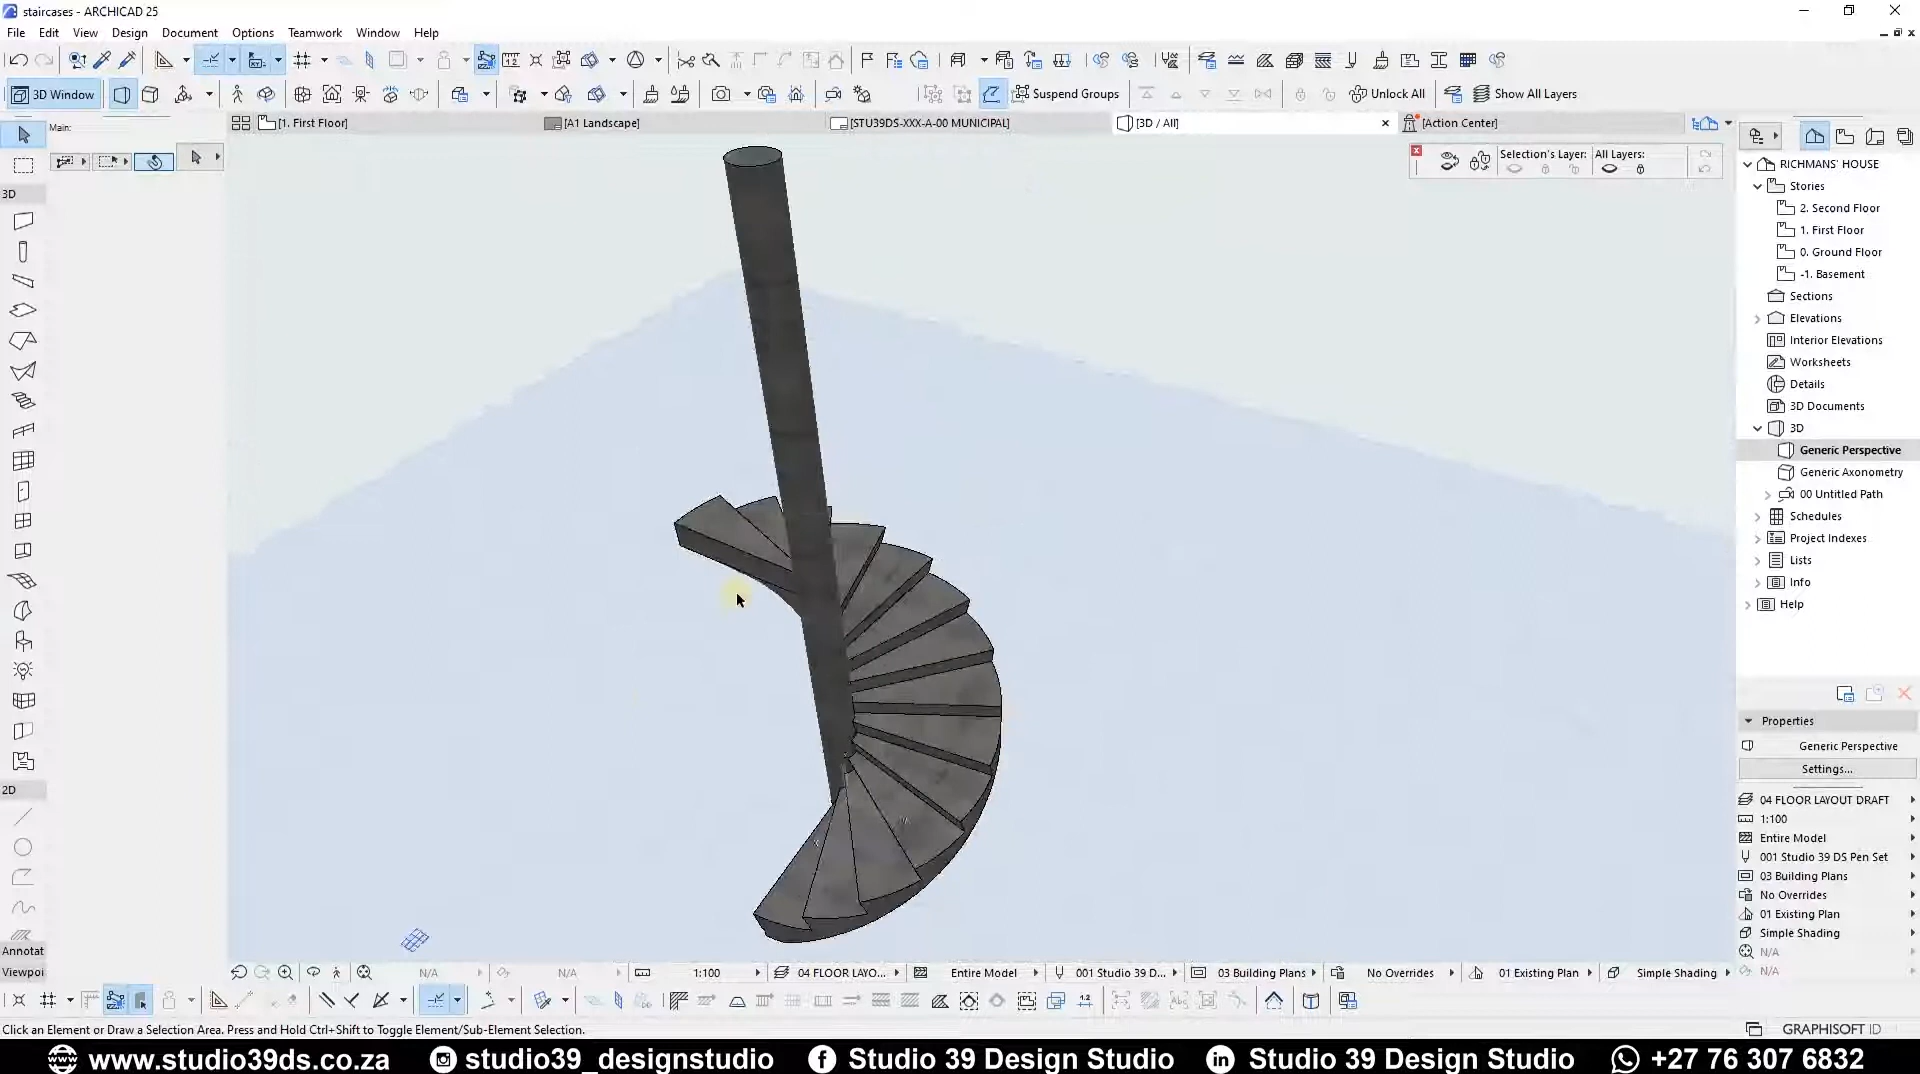 staircases - ARCHICAD 25
File Edit View Design Document Options Teamwork Window Help
3D Window Suspend Groups Unlock All Show All Layers
Main: [1. First Floor] [A1 Landscape] [STU39DS-XXX-A-00 MUNICIPAL] [3D / All] [Action Center]
Selection's Layer: All Layers:
RICHMANS' HOUSE
Stories
2. Second Floor
1. First Floor
0. Ground Floor
-1. Basement
Sections
Elevations
Interior Elevations
Worksheets
Details
3D Documents
3D
Generic Perspective
Generic Axonometry
00 Untitled Path
Schedules
Project Indexes
Lists
Info
Help
3D
2D
Annotat
Viewpoi
Properties
Generic Perspective
Settings...
04 FLOOR LAYOUT DRAFT
1:100
Entire Model
001 Studio 39 DS Pen Set
03 Building Plans
No Overrides
01 Existing Plan
Simple Shading
N/A
N/A
N/A N/A 1:100 04 FLOOR LAYO... Entire Model 001 Studio 39 D... 03 Building Plans No Overrides 01 Existing Plan Simple Shading
Click an Element or Draw a Selection Area. Press and Hold Ctrl+Shift to Toggle Element/Sub-Element Selection.
GRAPHISOFT ID
www.studio39ds.co.za studio39_designstudio Studio 39 Design Studio Studio 39 Design Studio +27 76 307 6832